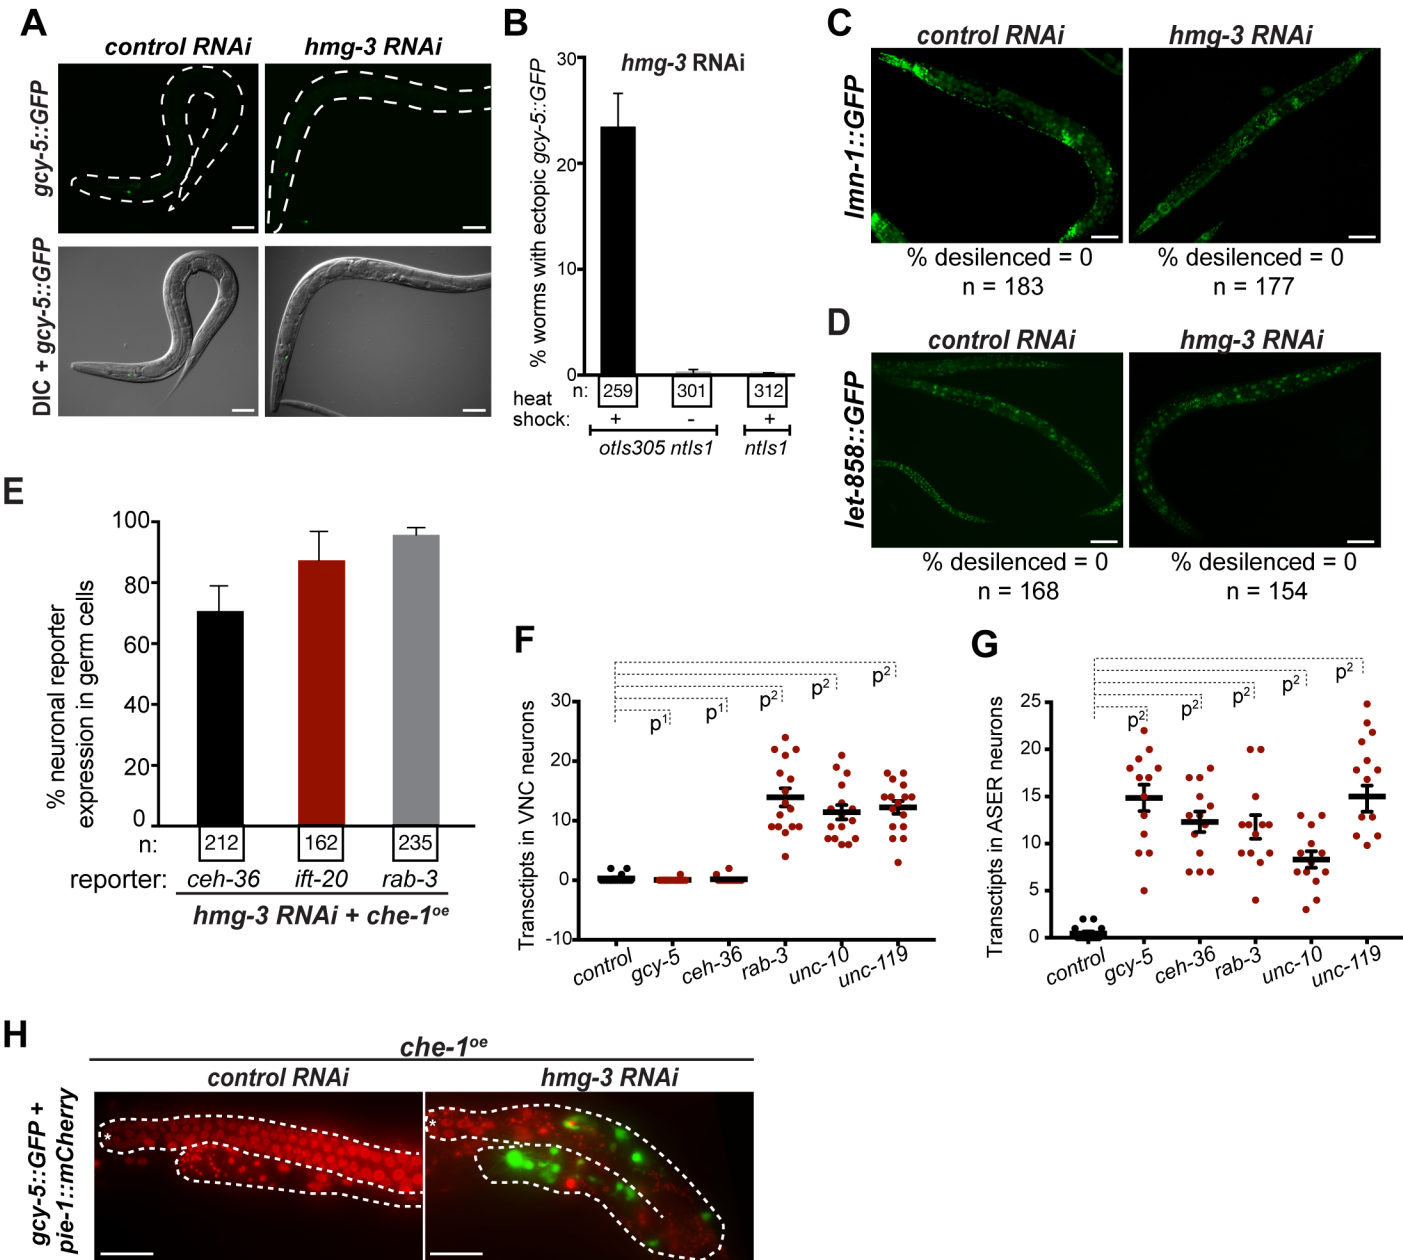 A
control RNAi
hmg-3 RNAi
gcy-5::GFP
DIC + gcy-5::GFP
B
hmg-3 RNAi
% worms with ectopic gcy-5::GFP
30
20
10
0
n: 259 301 312
heat
shock: + - +
otIs305 ntIs1 ntIs1
C
control RNAi
hmg-3 RNAi
lmn-1::GFP
% desilenced = 0
n = 183
% desilenced = 0
n = 177
D
control RNAi
hmg-3 RNAi
let-858::GFP
% desilenced = 0
n = 168
% desilenced = 0
n = 154
E
% neuronal reporter
expression in germ cells
100
80
60
40
20
0
n: 212 162 235
reporter: ceh-36 ift-20 rab-3
hmg-3 RNAi + che-1ᵒᵉ
F
Transctipts in VNC neurons
30
20
10
0
-10
p¹ p¹ p² p² p²
control gcy-5 ceh-36 rab-3 unc-10 unc-119
G
Transctipts in ASER neurons
25
20
15
10
5
0
p² p² p² p² p²
control gcy-5 ceh-36 rab-3 unc-10 unc-119
H
che-1ᵒᵉ
control RNAi
hmg-3 RNAi
gcy-5::GFP +
pie-1::mCherry
*
*